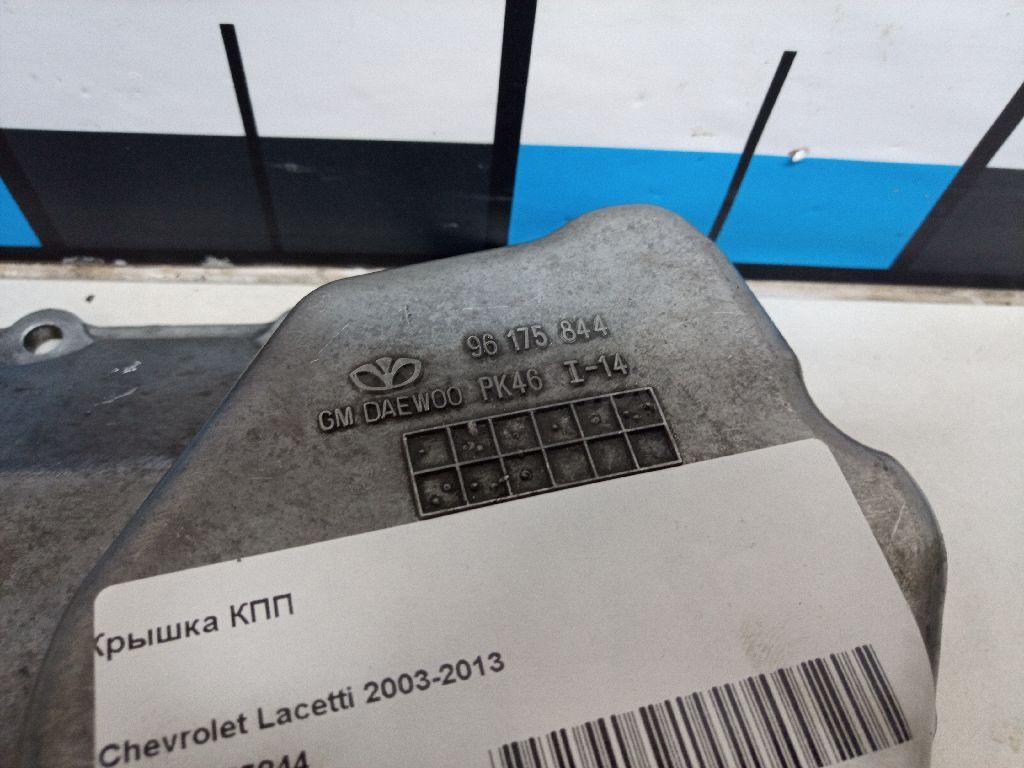 96 175 844
GM DAEWOO PK46 I-14
Крышка КПП
Chevrolet Lacetti 2003-2013